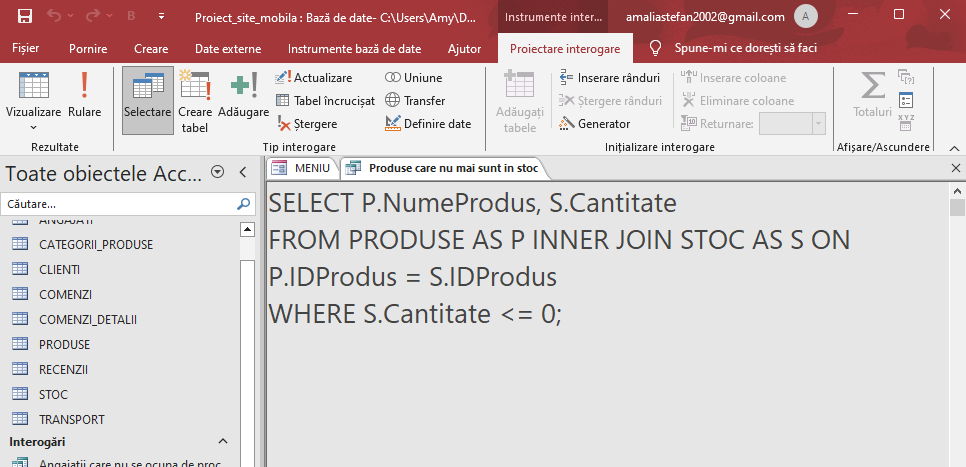 B
Proiect_site_mobila : Bază de date- C:\Users\Amy\D...
Instrumente inter...
amaliastefan2002@gmail.com
A
Fișier
Pornire
Creare
Date externe
Instrumente bază de date
Ajutor
Proiectare interogare
Spune-mi ce dorești să faci
Vizualizare
Rulare
Rezultate
Selectare
Creare tabel
Adăugare
Actualizare
Tabel încrucișat
Ștergere
Uniune
Transfer
Definire date
Tip interogare
Adăugați tabele
Inserare rânduri
Ștergere rânduri
Generator
Inserare coloane
Eliminare coloane
Returnare:
Inițializare interogare
Totaluri
XYZ
Afișare/Ascundere
Toate obiectele Acc...
Căutare...
ANGAJATI
CATEGORII_PRODUSE
CLIENTI
COMENZI
COMENZI_DETALII
PRODUSE
RECENZII
STOC
TRANSPORT
Interogări
Angajatii care nu se ocupa de proc...
MENIU
Produse care nu mai sunt in stoc
SELECT P.NumeProdus, S.Cantitate
FROM PRODUSE AS P INNER JOIN STOC AS S ON
P.IDProdus = S.IDProdus
WHERE S.Cantitate <= 0;